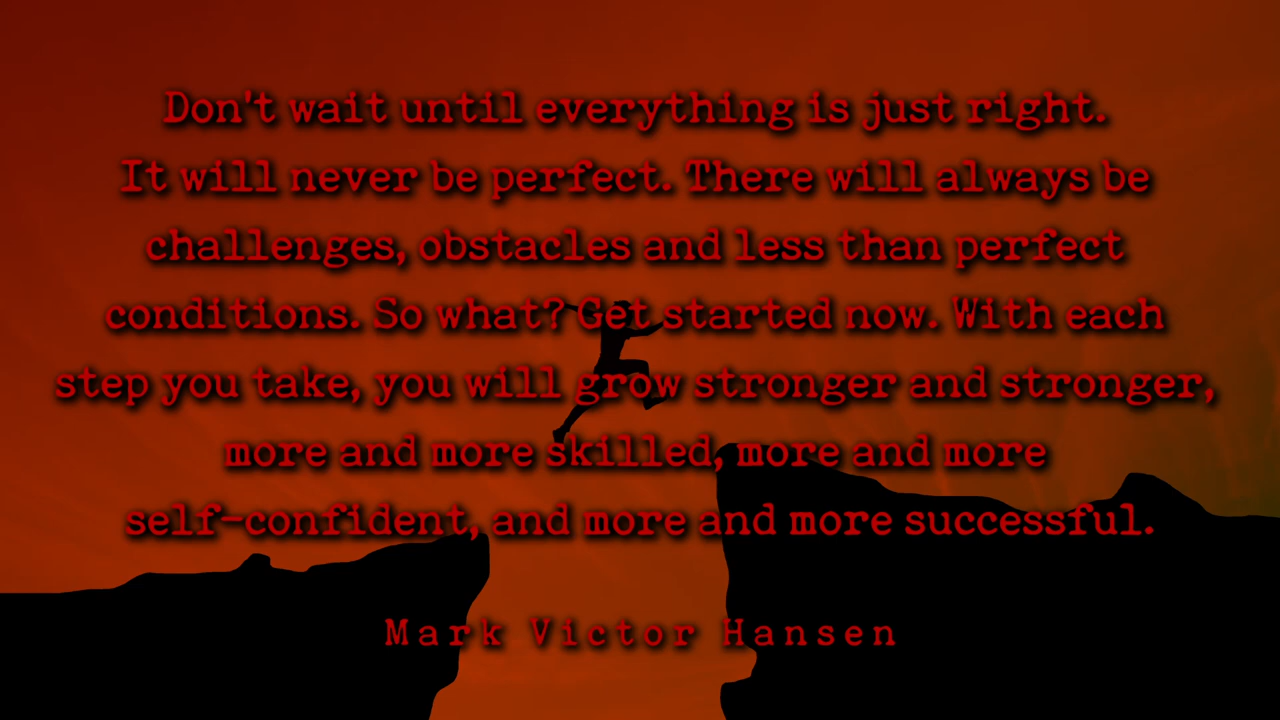 Don't wait until everything is just right.
It will never be perfect. There will always be
challenges, obstacles and less than perfect
conditions. So what? Get started now. With each
step you take, you will grow stronger and stronger,
more and more skilled, more and more
self-confident, and more and more successful.
Mark Victor Hansen